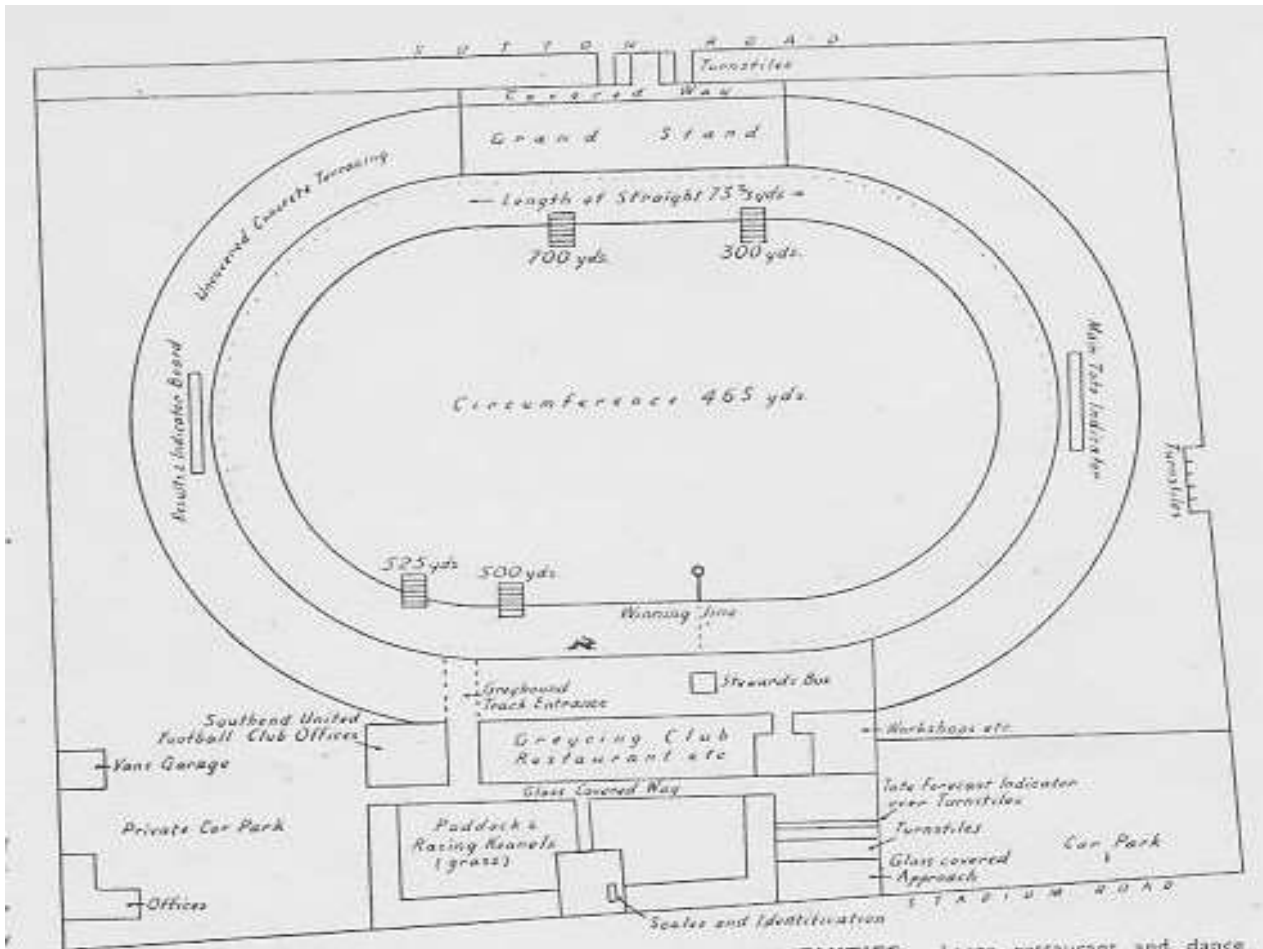 SUTTON ROAD
Turnstiles
Covered Way
Grand Stand
Uncovered Concrete Terracing
Length of Straight 73⅔ yds
700 yds.
300 yds.
Results Indicator Board
Main Tote Indicator
Circumference 465 yds.
Turnstiles
525 yds
500 yds.
Winning line
Greyhound
Track Entrance
Stewards Box
Southend United
Football Club Offices
Greycing Club
Restaurant etc
Workshops etc.
Vans Garage
Glass Covered Way
Tote Forecast Indicator
over Turnstiles
Private Car Park
Paddock &
Racing Kennels
(grass)
Turnstiles
Car Park
Glass covered
Approach
STADIUM ROAD
Offices
Scales and Identification
restaurant and dance